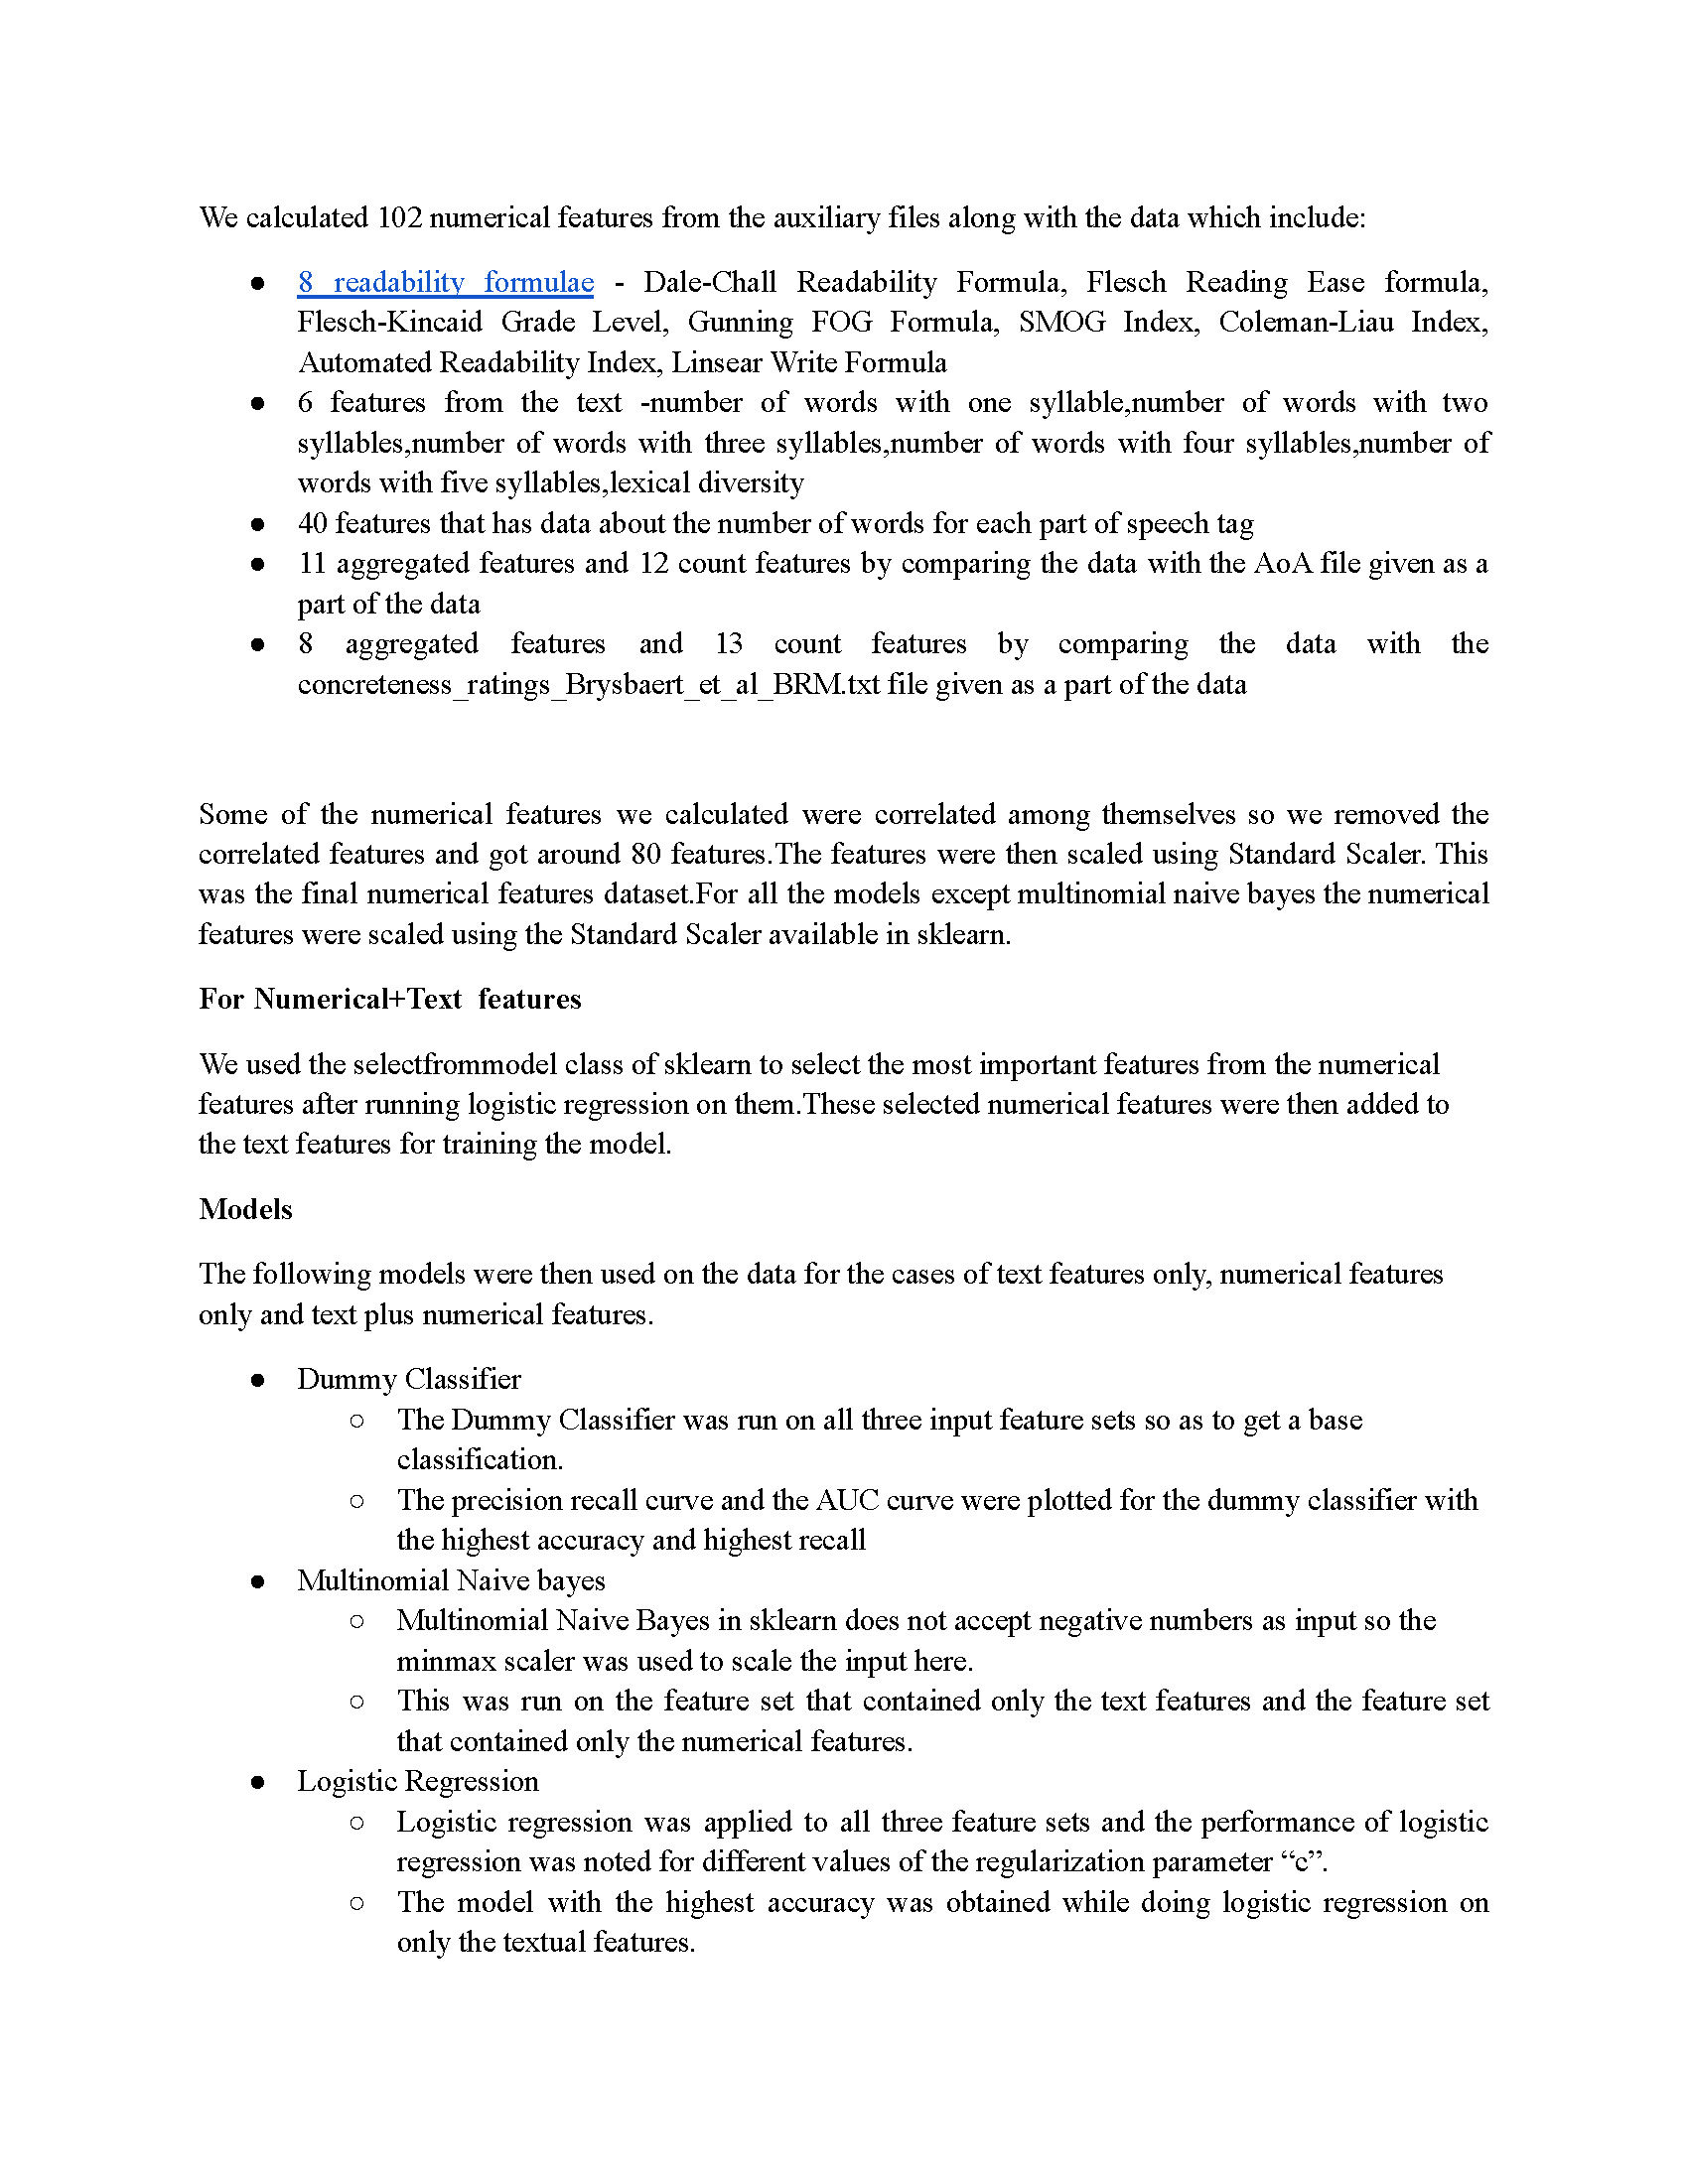 We calculated 102 numerical features from the auxiliary files along with the data which include:
● 8 readability formulae - Dale-Chall Readability Formula, Flesch Reading Ease formula,
Flesch-Kincaid Grade Level, Gunning FOG Formula, SMOG Index, Coleman-Liau Index,
Automated Readability Index, Linsear Write Formula
● 6 features from the text -number of words with one syllable,number of words with two
syllables,number of words with three syllables,number of words with four syllables,number of
words with five syllables,lexical diversity
● 40 features that has data about the number of words for each part of speech tag
● 11 aggregated features and 12 count features by comparing the data with the AoA file given as a
part of the data
● 8 aggregated features and 13 count features by comparing the data with the
concreteness_ratings_Brysbaert_et_al_BRM.txt file given as a part of the data
Some of the numerical features we calculated were correlated among themselves so we removed the
correlated features and got around 80 features.The features were then scaled using Standard Scaler. This
was the final numerical features dataset.For all the models except multinomial naive bayes the numerical
features were scaled using the Standard Scaler available in sklearn.
For Numerical+Text  features
We used the selectfrommodel class of sklearn to select the most important features from the numerical
features after running logistic regression on them.These selected numerical features were then added to
the text features for training the model.
Models
The following models were then used on the data for the cases of text features only, numerical features
only and text plus numerical features.
● Dummy Classifier
○ The Dummy Classifier was run on all three input feature sets so as to get a base
classification.
○ The precision recall curve and the AUC curve were plotted for the dummy classifier with
the highest accuracy and highest recall
● Multinomial Naive bayes
○ Multinomial Naive Bayes in sklearn does not accept negative numbers as input so the
minmax scaler was used to scale the input here.
○ This was run on the feature set that contained only the text features and the feature set
that contained only the numerical features.
● Logistic Regression
○ Logistic regression was applied to all three feature sets and the performance of logistic
regression was noted for different values of the regularization parameter “c”.
○ The model with the highest accuracy was obtained while doing logistic regression on
only the textual features.